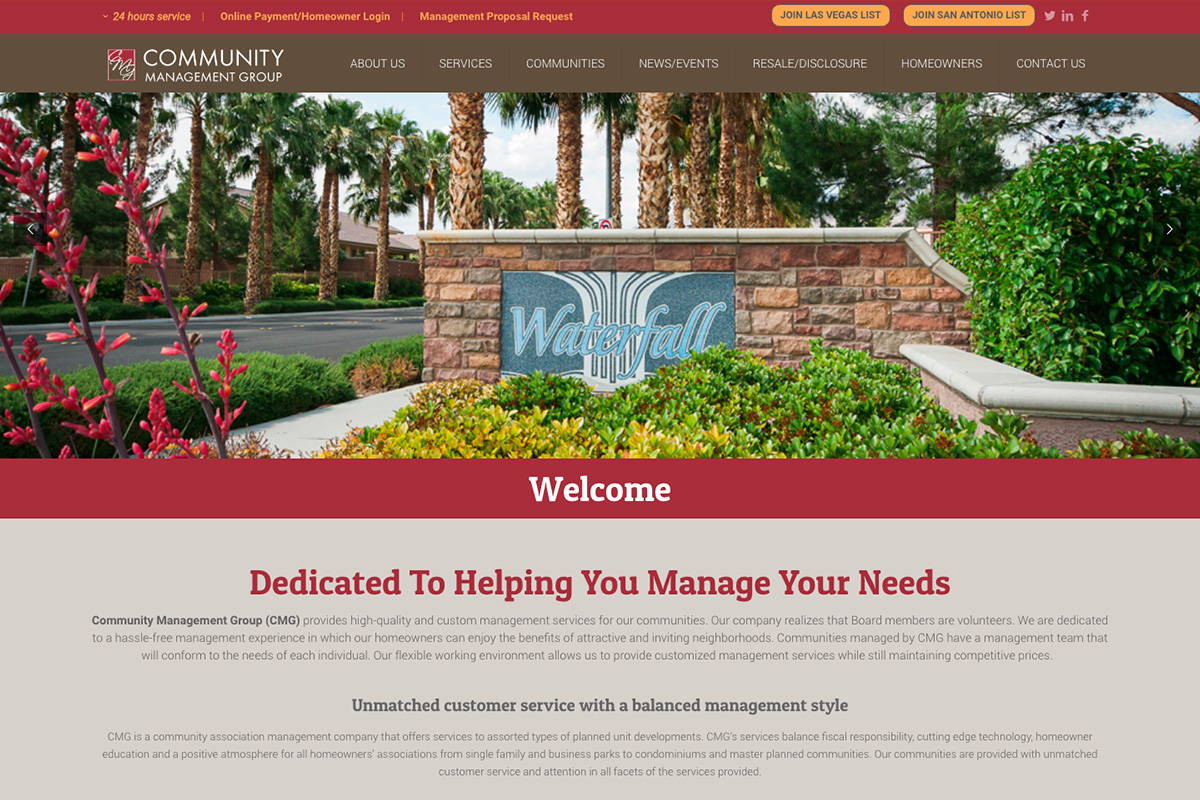 24 hours service | Online Payment/Homeowner Login | Management Proposal Request JOIN LAS VEGAS LIST JOIN SAN ANTONIO LIST
CMG COMMUNITY
MANAGEMENT GROUP
ABOUT US SERVICES COMMUNITIES NEWS/EVENTS RESALE/DISCLOSURE HOMEOWNERS CONTACT US
Waterfall
Welcome
Dedicated To Helping You Manage Your Needs
Community Management Group (CMG) provides high-quality and custom management services for our communities. Our company realizes that Board members are volunteers. We are dedicated
to a hassle-free management experience in which our homeowners can enjoy the benefits of attractive and inviting neighborhoods. Communities managed by CMG have a management team that
will conform to the needs of each individual. Our flexible working environment allows us to provide customized management services while still maintaining competitive prices.
Unmatched customer service with a balanced management style
CMG is a community association management company that offers services to assorted types of planned unit developments. CMG's services balance fiscal responsibility, cutting edge technology, homeowner
education and a positive atmosphere for all homeowners' associations from single family and business parks to condominiums and master planned communities. Our communities are provided with unmatched
customer service and attention in all facets of the services provided.